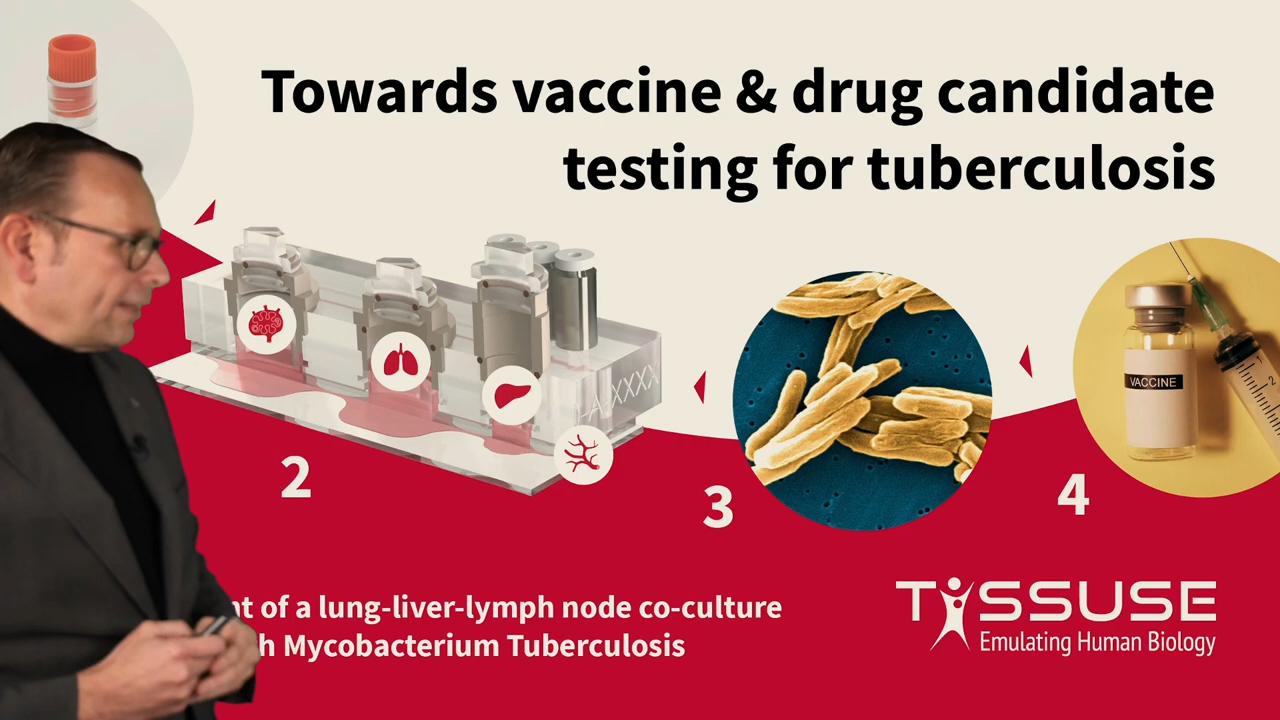 Towards vaccine & drug candidate
testing for tuberculosis
VACCINE
2
3
4
of a lung-liver-lymph node co-culture
Mycobacterium Tuberculosis
TISSUSE
Emulating Human Biology